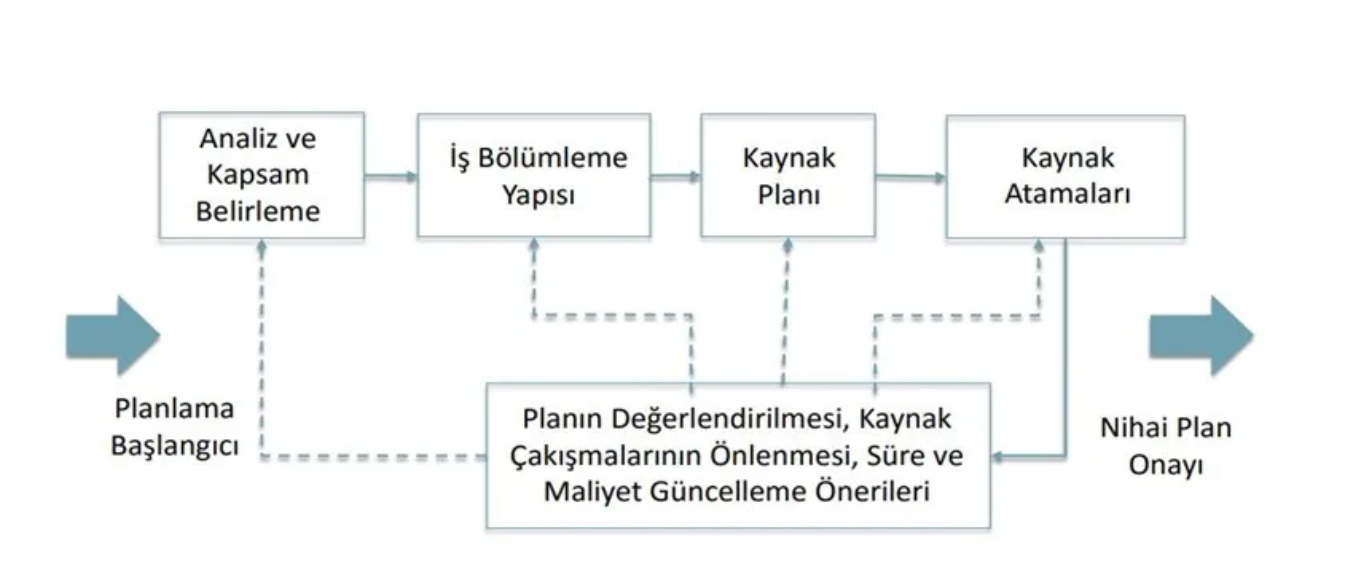 Analiz ve
Kapsam
Belirleme
İş Bölümleme
Yapısı
Kaynak
Planı
Kaynak
Atamaları
Planlama
Başlangıcı
Planın Değerlendirilmesi, Kaynak
Çakışmalarının Önlenmesi, Süre ve
Maliyet Güncelleme Önerileri
Nihai Plan
Onayı